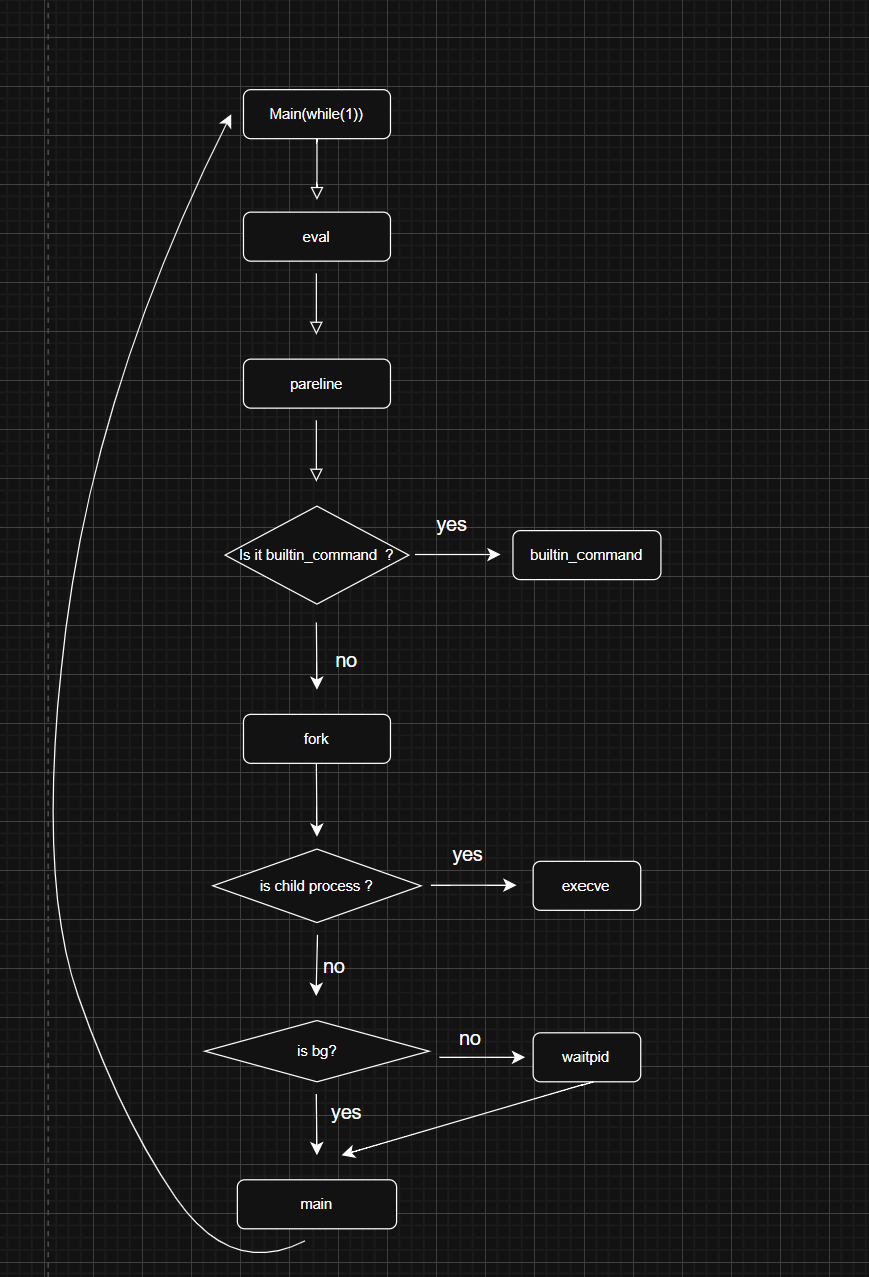 Main(while(1))
eval
pareline
Is it builtin_command ?
yes
builtin_command
no
fork
is child process ?
yes
execve
no
is bg?
no
waitpid
yes
main